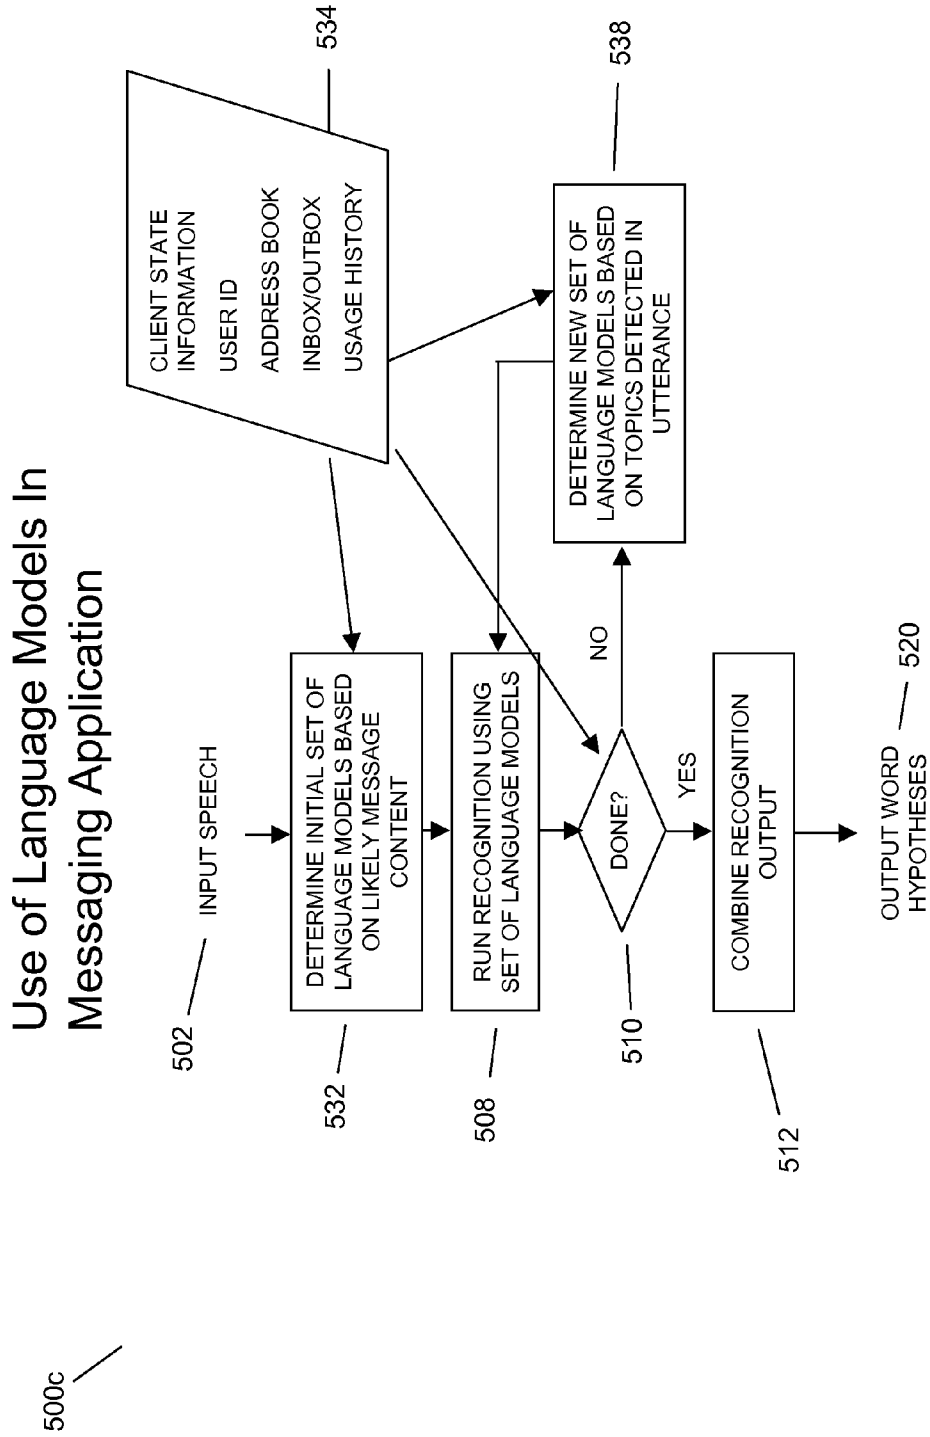 Use of Language Models In
Messaging Application
500c
502
INPUT SPEECH
CLIENT STATE
INFORMATION
USER ID
ADDRESS BOOK
INBOX/OUTBOX
USAGE HISTORY
534
532
DETERMINE INITIAL SET OF
LANGUAGE MODELS BASED
ON LIKELY MESSAGE
CONTENT
508
RUN RECOGNITION USING
SET OF LANGUAGE MODELS
510
DONE?
NO
YES
DETERMINE NEW SET OF
LANGUAGE MODELS BASED
ON TOPICS DETECTED IN
UTTERANCE
538
512
COMBINE RECOGNITION
OUTPUT
OUTPUT WORD
HYPOTHESES
520